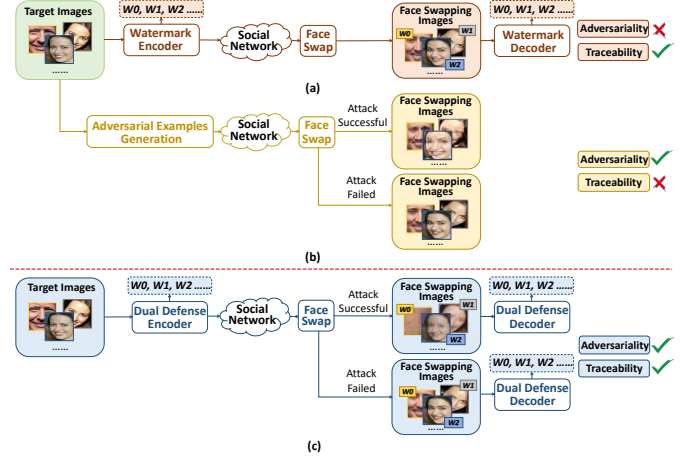 Target Images
......
W0, W1, W2 ......
Watermark
Encoder
Social
Network
Face
Swap
Face Swapping
Images
W0
W1
W2
......
W0, W1, W2 ......
Watermark
Decoder
Adversariality
Traceability
(a)
Adversarial Examples
Generation
Social
Network
Face
Swap
Attack
Successful
Face Swapping
Images
......
Attack
Failed
Face Swapping
Images
......
Adversariality
Traceability
(b)
Target Images
......
W0, W1, W2 ......
Dual Defense
Encoder
Social
Network
Face
Swap
Attack
Successful
Face Swapping
Images
W0
W1
W2
......
W0, W1, W2 ......
Dual Defense
Decoder
Attack
Failed
Face Swapping
Images
W0
W1
W2
......
W0, W1, W2 ......
Dual Defense
Decoder
Adversariality
Traceability
(c)